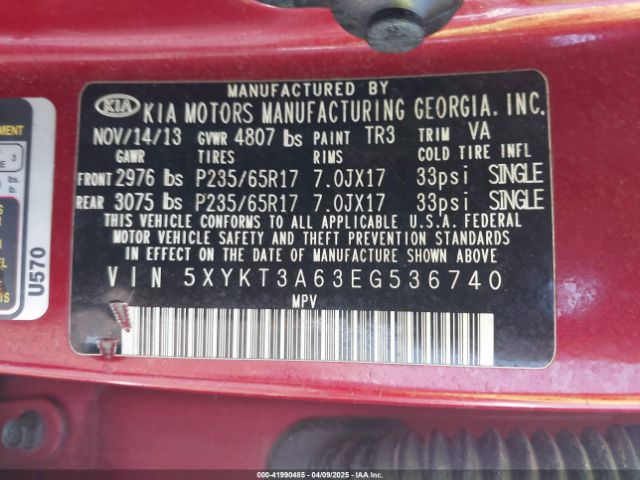 MANUFACTURED BY
KIA KIA MOTORS MANUFACTURING GEORGIA, INC.
NOV/14/13 GVWR 4807 lbs PAINT TR3 TRIM VA
GAWR TIRES RIMS COLD TIRE INFL
FRONT 2976 lbs P235/65R17 7.0JX17 33psi SINGLE
REAR 3075 lbs P235/65R17 7.0JX17 33psi SINGLE
THIS VEHICLE CONFORMS TO ALL APPLICABLE U.S.A. FEDERAL
MOTOR VEHICLE SAFETY AND THEFT PREVENTION STANDARDS
IN EFFECT ON THE DATE OF MANUFACTURE SHOWN ABOVE.
VIN 5XYKT3A63EG536740
MPV
U570
000-41990485 - 04/09/2025 - IAA, Inc.